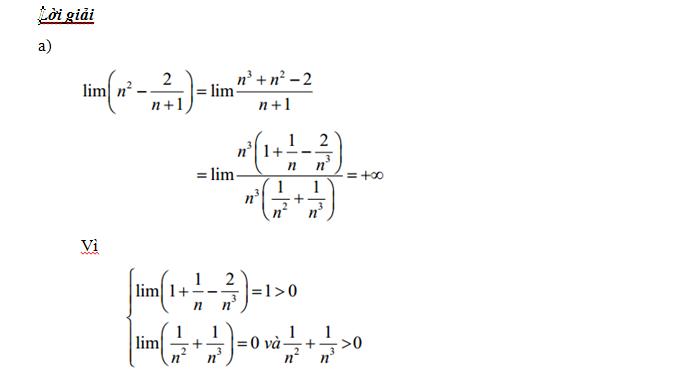 Lời giải
a)
lim(n² − 2/(n+1)) = lim (n³ + n² − 2)/(n+1)
= lim n³(1 + 1/n − 2/n³)/(n³(1/n² + 1/n³)) = +∞
Vì
{lim(1 + 1/n − 2/n³) = 1 > 0
lim(1/n² + 1/n³) = 0 và 1/n² + 1/n³ > 0